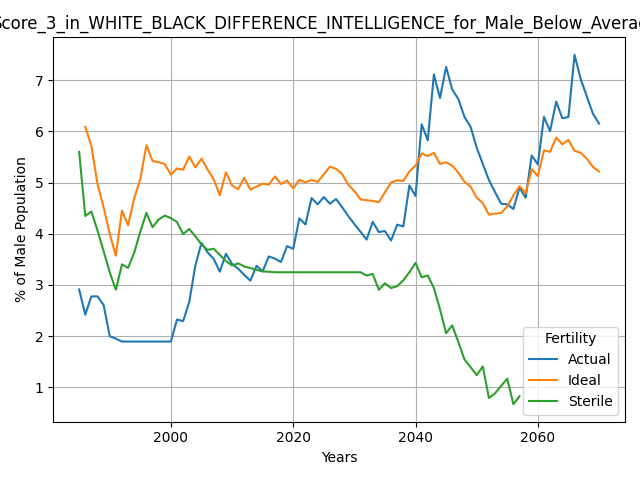 Score_3_in_WHITE_BLACK_DIFFERENCE_INTELLIGENCE_for_Male_Below_Avera
7
6
5
4
3
2
1
% of Male Population
2000 2020 2040 2060
Years
Fertility
Actual
Ideal
Sterile